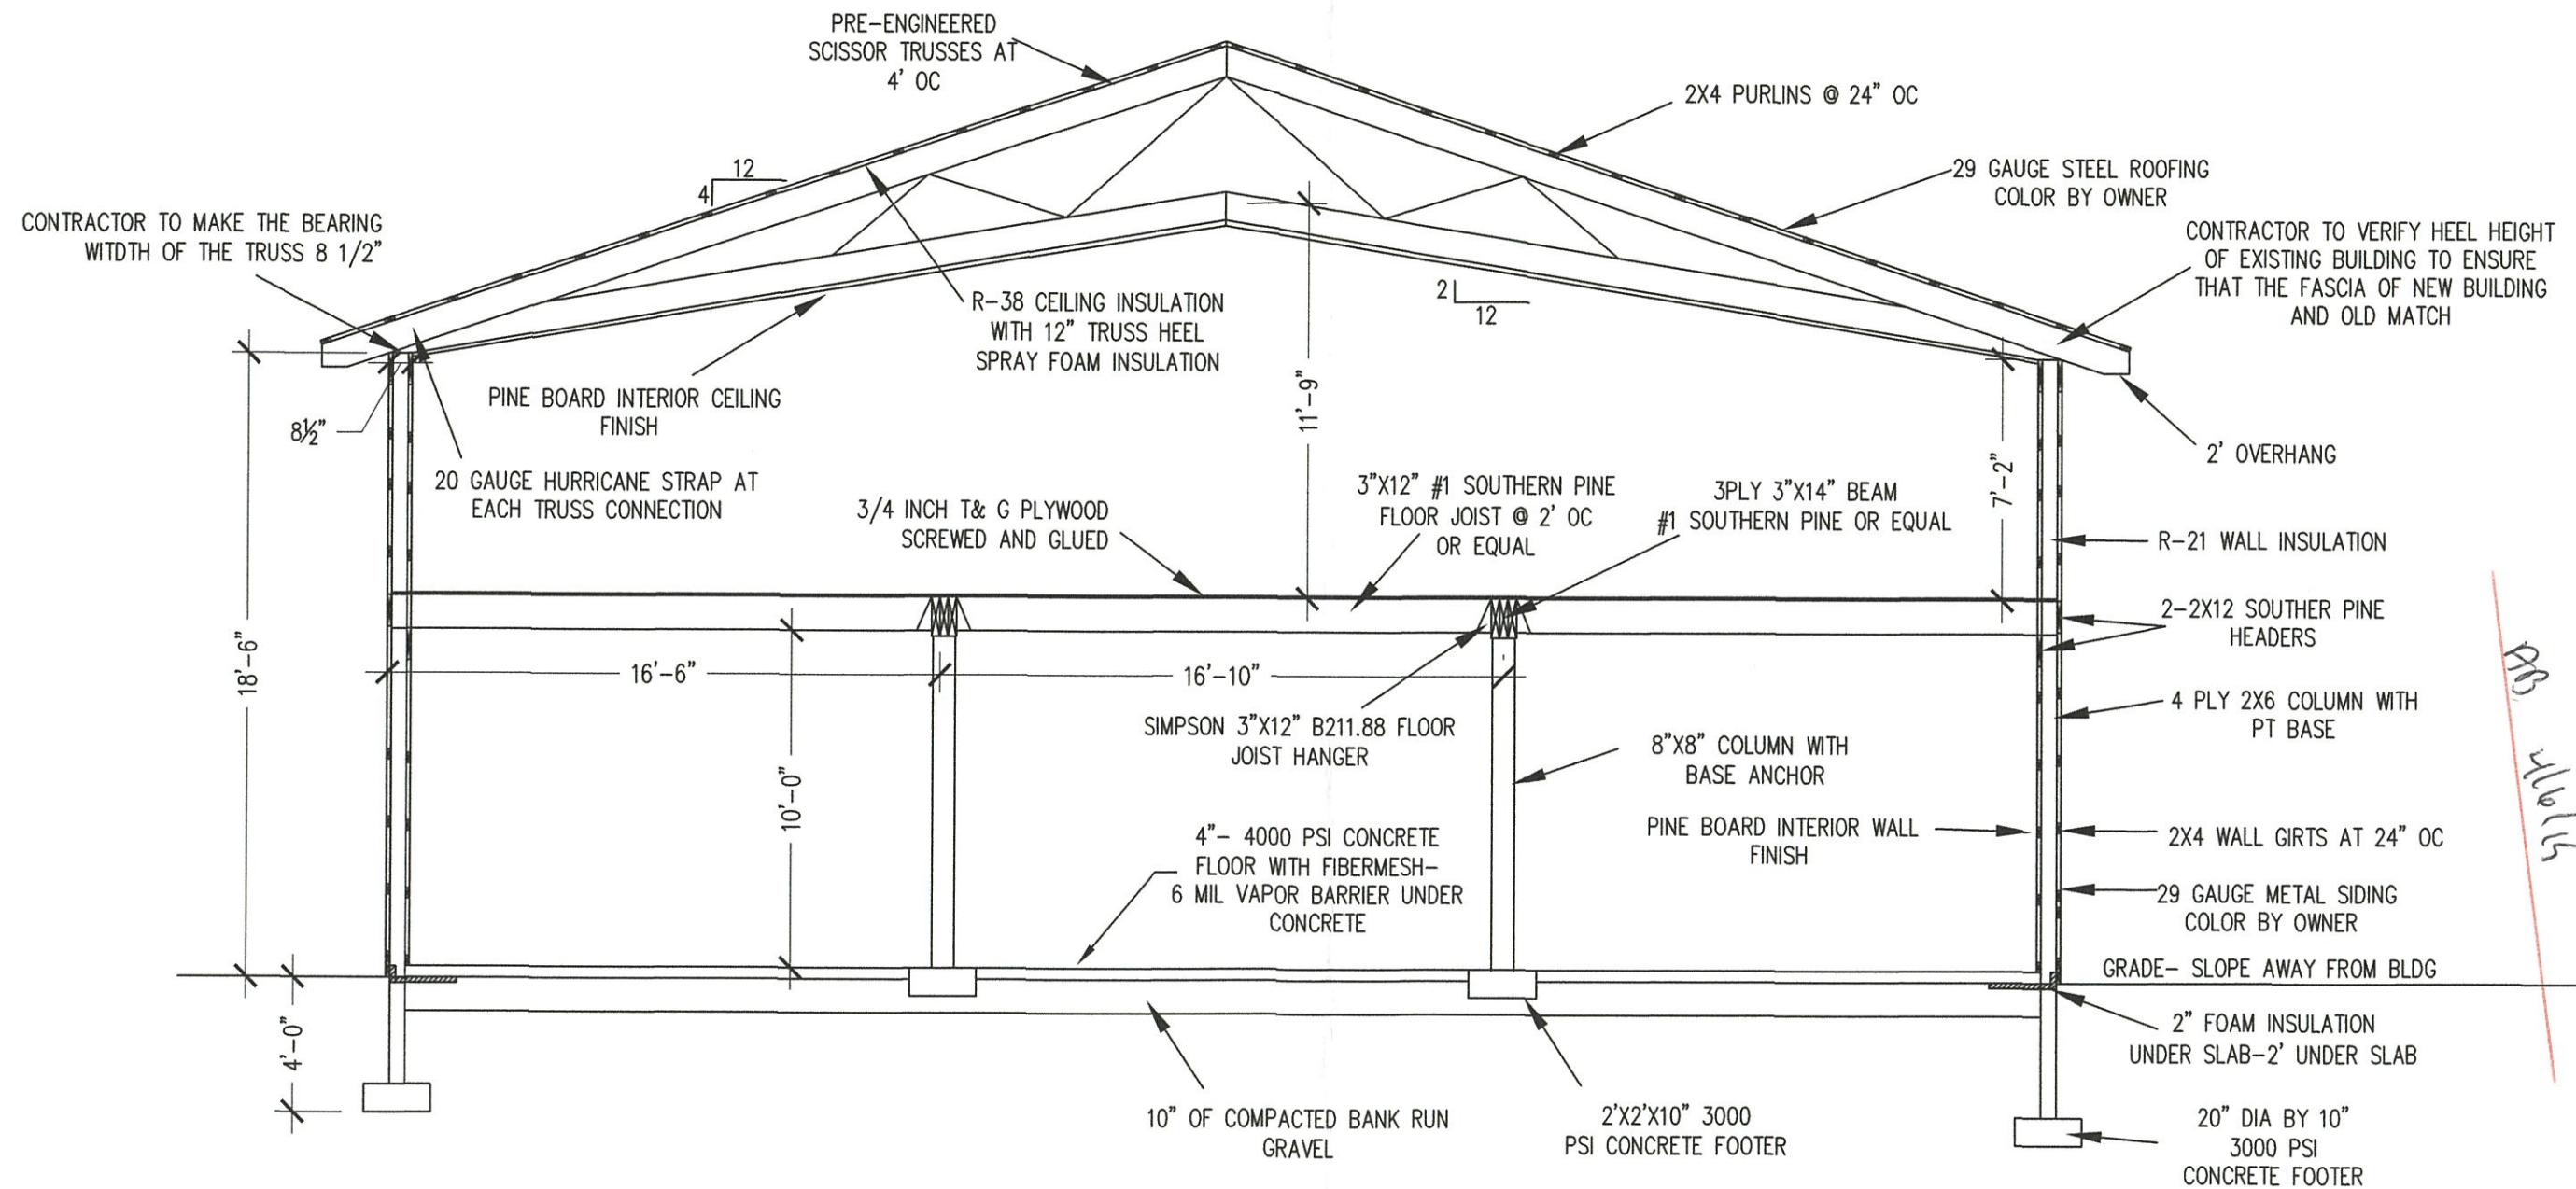 PRE-ENGINEERED
SCISSOR TRUSSES AT
4' OC
2X4 PURLINS @ 24" OC
12
4
29 GAUGE STEEL ROOFING
COLOR BY OWNER
CONTRACTOR TO MAKE THE BEARING
WITDTH OF THE TRUSS 8 1/2"
CONTRACTOR TO VERIFY HEEL HEIGHT
OF EXISTING BUILDING TO ENSURE
THAT THE FASCIA OF NEW BUILDING
AND OLD MATCH
2
12
R-38 CEILING INSULATION
WITH 12" TRUSS HEEL
SPRAY FOAM INSULATION
PINE BOARD INTERIOR CEILING
FINISH
11'-9"
8½"
2' OVERHANG
20 GAUGE HURRICANE STRAP AT
EACH TRUSS CONNECTION
7'-2"
3/4 INCH T& G PLYWOOD
SCREWED AND GLUED
3"X12" #1 SOUTHERN PINE
FLOOR JOIST @ 2' OC
OR EQUAL
3PLY 3"X14" BEAM
#1 SOUTHERN PINE OR EQUAL
R-21 WALL INSULATION
2-2X12 SOUTHER PINE
HEADERS
18'-6"
16'-6"
16'-10"
4 PLY 2X6 COLUMN WITH
PT BASE
SIMPSON 3"X12" B211.88 FLOOR
JOIST HANGER
8"X8" COLUMN WITH
BASE ANCHOR
10'-0"
4"- 4000 PSI CONCRETE
FLOOR WITH FIBERMESH-
6 MIL VAPOR BARRIER UNDER
CONCRETE
PINE BOARD INTERIOR WALL
FINISH
2X4 WALL GIRTS AT 24" OC
29 GAUGE METAL SIDING
COLOR BY OWNER
GRADE- SLOPE AWAY FROM BLDG
4'-0"
2" FOAM INSULATION
UNDER SLAB-2' UNDER SLAB
10" OF COMPACTED BANK RUN
GRAVEL
2'X2'X10" 3000
PSI CONCRETE FOOTER
20" DIA BY 10"
3000 PSI
CONCRETE FOOTER